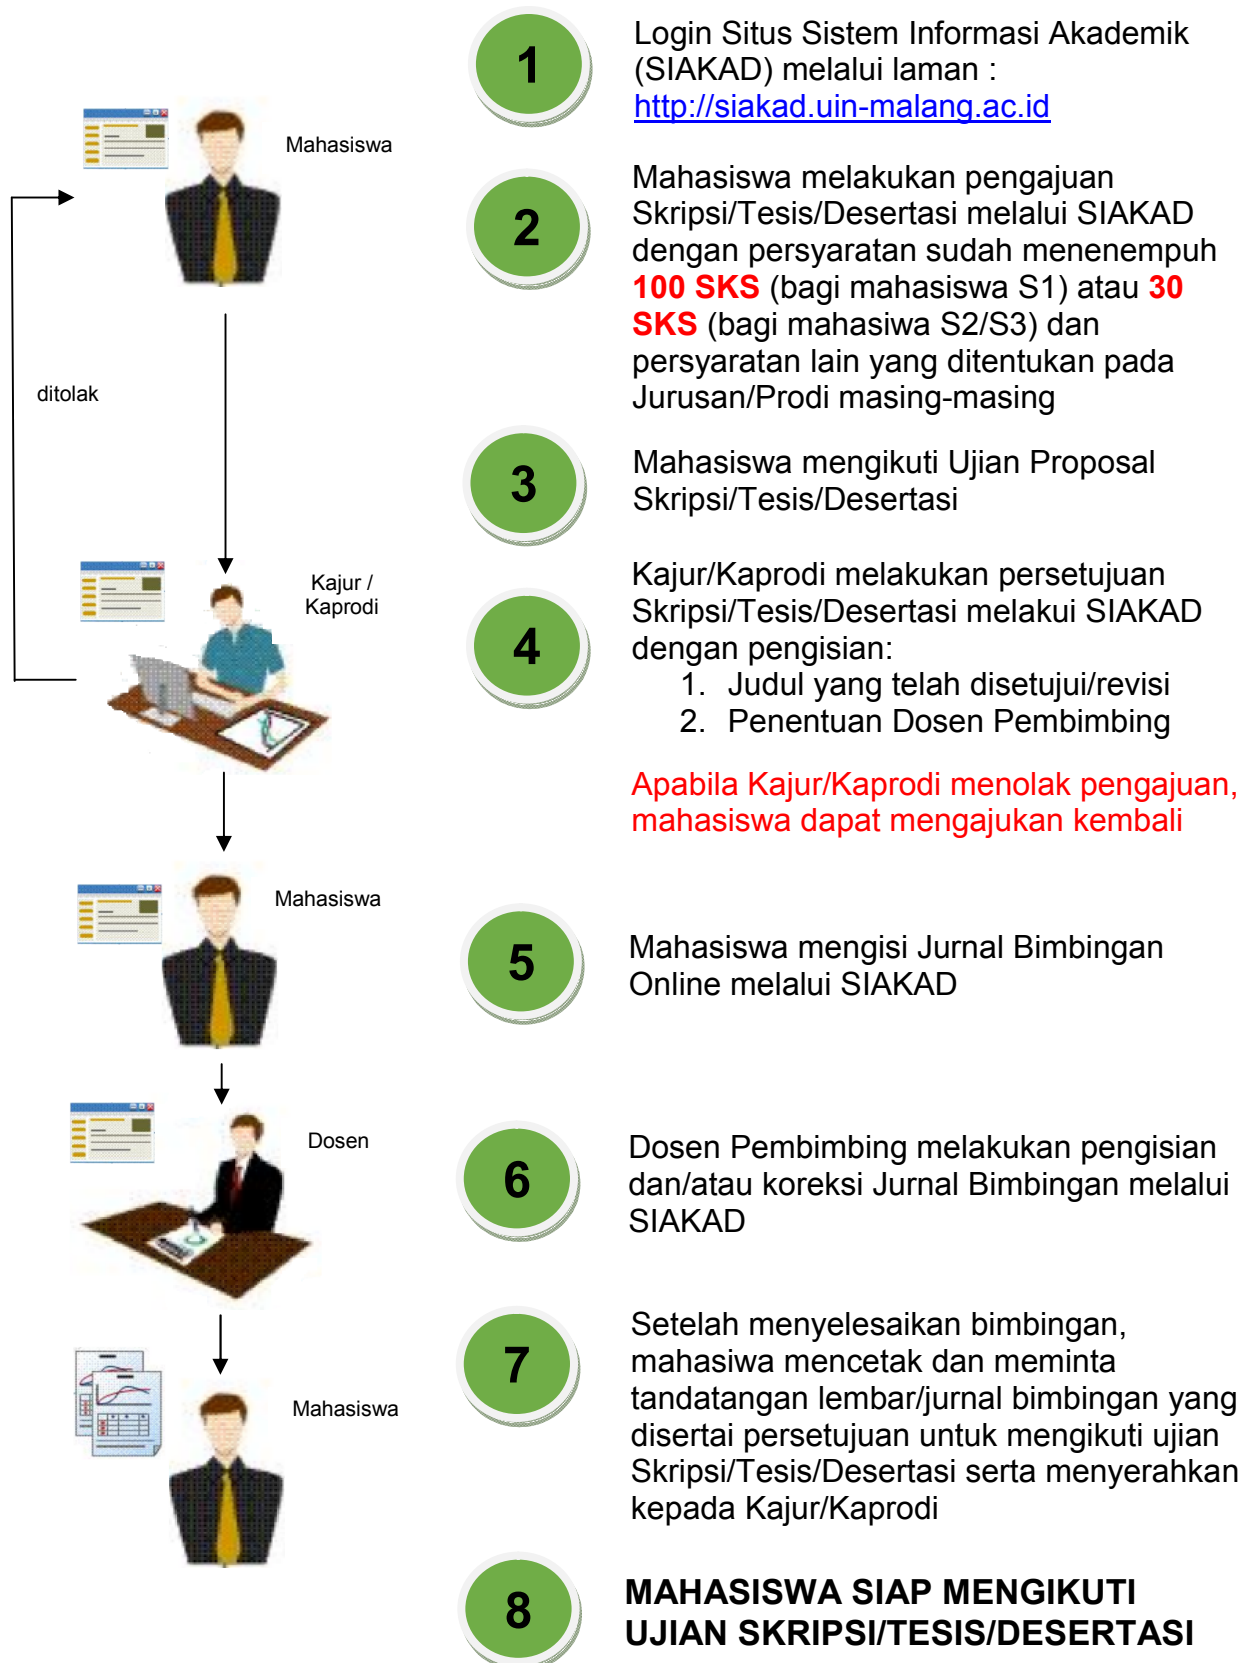 1
Login Situs Sistem Informasi Akademik
(SIAKAD) melalui laman :
http://siakad.uin-malang.ac.id
Mahasiswa
2
Mahasiswa melakukan pengajuan
Skripsi/Tesis/Desertasi melalui SIAKAD
dengan persyaratan sudah menenempuh
100 SKS (bagi mahasiswa S1) atau 30
SKS (bagi mahasiwa S2/S3) dan
persyaratan lain yang ditentukan pada
Jurusan/Prodi masing-masing
ditolak
3
Mahasiswa mengikuti Ujian Proposal
Skripsi/Tesis/Desertasi
Kajur /
Kaprodi
4
Kajur/Kaprodi melakukan persetujuan
Skripsi/Tesis/Desertasi melakui SIAKAD
dengan pengisian:
1. Judul yang telah disetujui/revisi
2. Penentuan Dosen Pembimbing
Apabila Kajur/Kaprodi menolak pengajuan,
mahasiswa dapat mengajukan kembali
Mahasiswa
5
Mahasiswa mengisi Jurnal Bimbingan
Online melalui SIAKAD
Dosen
6
Dosen Pembimbing melakukan pengisian
dan/atau koreksi Jurnal Bimbingan melalui
SIAKAD
Mahasiswa
7
Setelah menyelesaikan bimbingan,
mahasiwa mencetak dan meminta
tandatangan lembar/jurnal bimbingan yang
disertai persetujuan untuk mengikuti ujian
Skripsi/Tesis/Desertasi serta menyerahkan
kepada Kajur/Kaprodi
8
MAHASISWA SIAP MENGIKUTI
UJIAN SKRIPSI/TESIS/DESERTASI